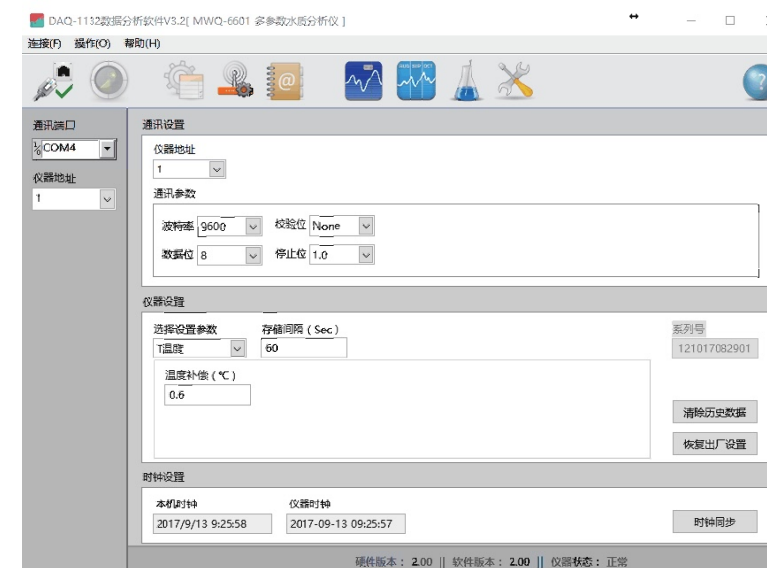 DAQ-1132数据分析软件V3.2[ MWQ-6601 多参数水质分析仪 ]
连接(F) 操作(O) 帮助(H)
通讯端口
COM4
仪器地址
1
通讯设置
仪器地址
1
通讯参数
波特率 9600 校验位 None
数据位 8 停止位 1.0
仪器设置
选择设置参数 存储间隔 ( Sec ) 系列号
T温度 60 121017082901
温度补偿 ( ℃ )
0.6
清除历史数据
恢复出厂设置
时钟设置
本机时钟 仪器时钟
2017/9/13 9:25:58 2017-09-13 09:25:57 时钟同步
硬件版本： 2.00 || 软件版本： 2.00 || 仪器状态： 正常